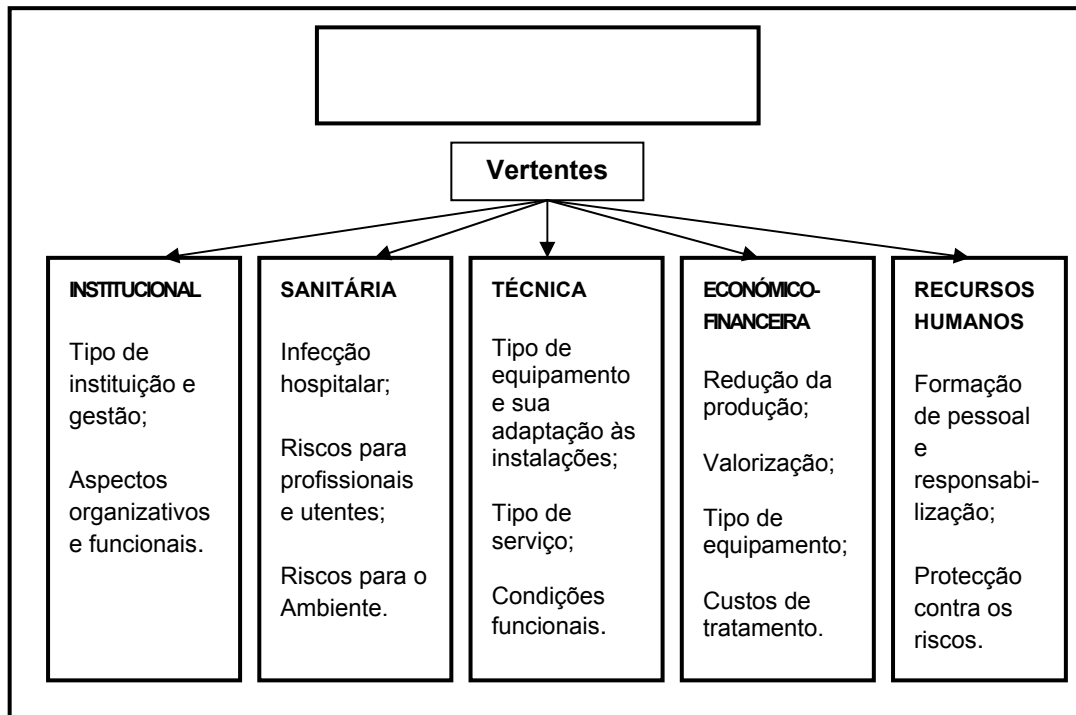 Vertentes
INSTITUCIONAL
Tipo de
instituição e
gestão;
Aspectos
organizativos
e funcionais.
SANITÁRIA
Infecção
hospitalar;
Riscos para
profissionais
e utentes;
Riscos para o
Ambiente.
TÉCNICA
Tipo de
equipamento
e sua
adaptação às
instalações;
Tipo de
serviço;
Condições
funcionais.
ECONÓMICO-
FINANCEIRA
Redução da
produção;
Valorização;
Tipo de
equipamento;
Custos de
tratamento.
RECURSOS
HUMANOS
Formação
de pessoal
e
responsabi-
lização;
Protecção
contra os
riscos.